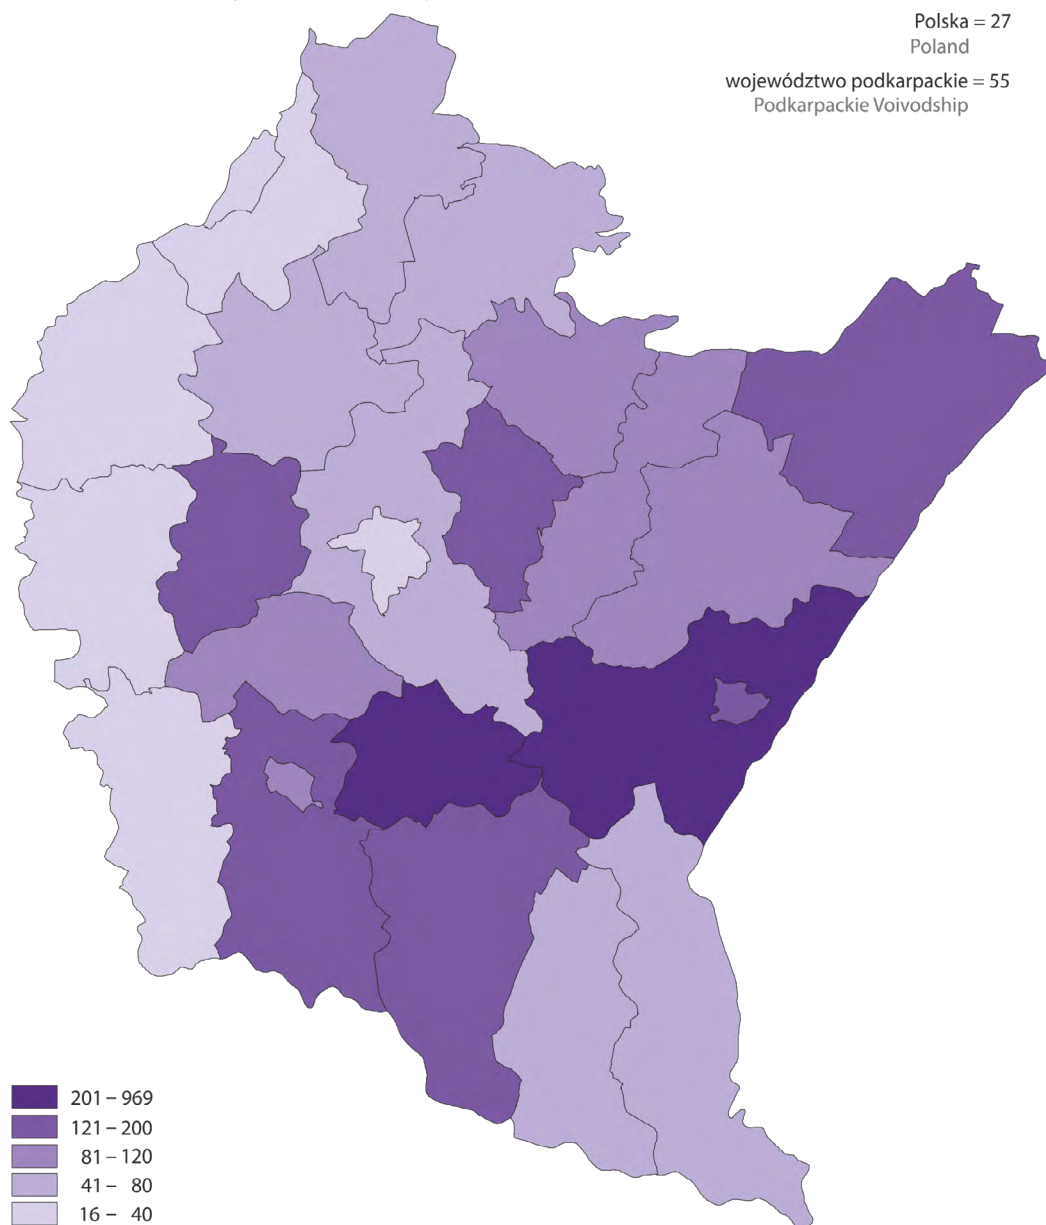 Polska = 27
Poland
województwo podkarpackie = 55
Podkarpackie Voivodship
201 – 969
121 – 200
81 – 120
41 – 80
16 – 40